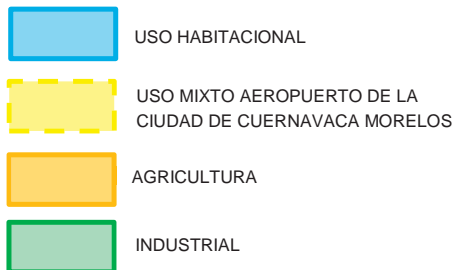 USO HABITACIONAL
USO MIXTO AEROPUERTO DE LA
CIUDAD DE CUERNAVACA MORELOS
AGRICULTURA
INDUSTRIAL